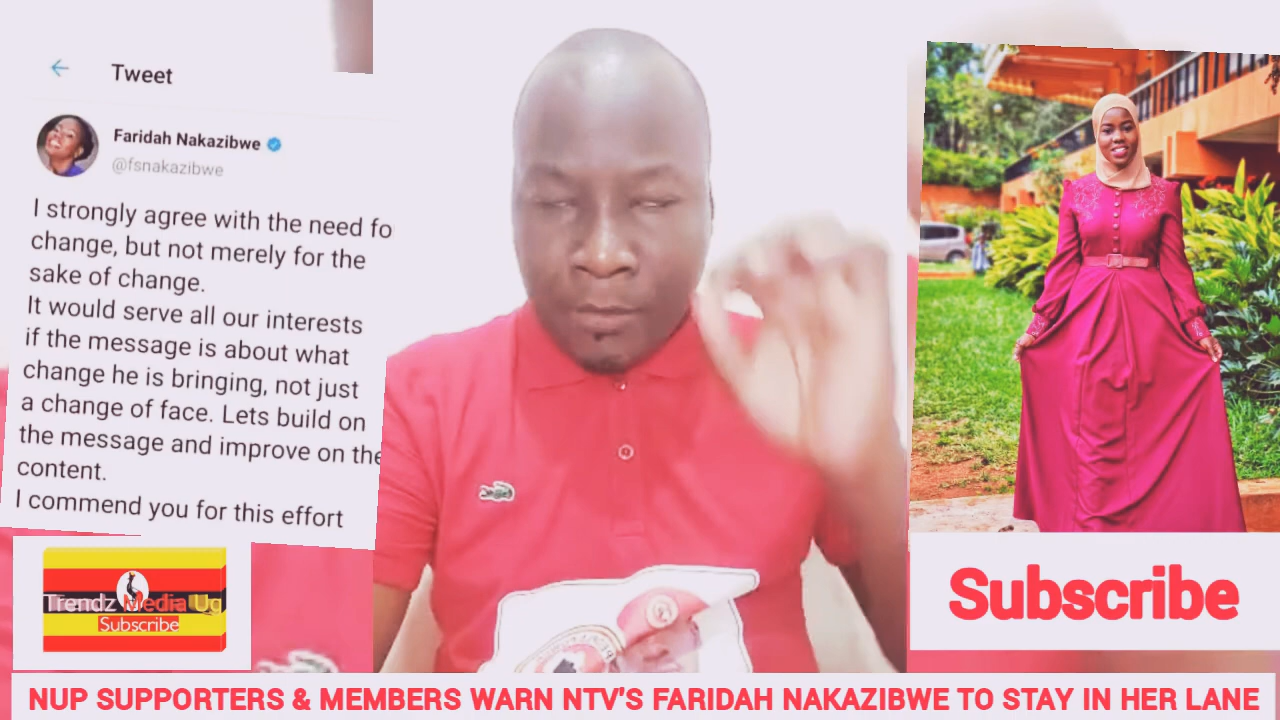 Tweet
Faridah Nakazibwe
@fsnakazibwe
I strongly agree with the need fo
change, but not merely for the
sake of change.
It would serve all our interests
if the message is about what
change he is bringing, not just
a change of face. Lets build on
the message and improve on the
content.
I commend you for this effort
Trendz Media Ug
Subscribe
Subscribe
NUP SUPPORTERS & MEMBERS WARN NTV'S FARIDAH NAKAZIBWE TO STAY IN HER LANE